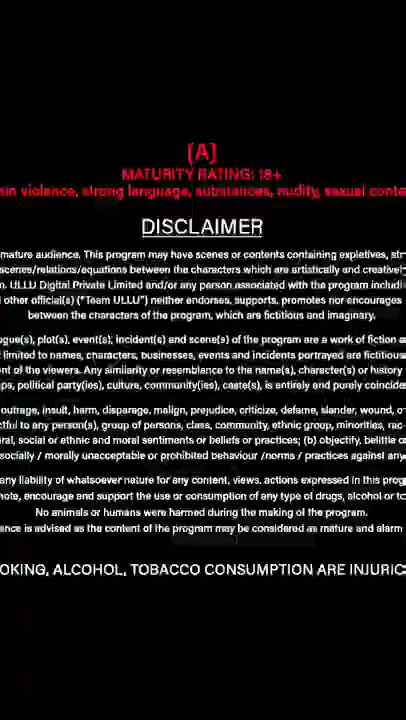 [A]
MATURITY RATING: 18+
violence, strong language, substances, nudity, sexual conte
DISCLAIMER
mature audience. This program may have scenes or contents containing expletives, str
scenes/relations/equations between the characters which are artistically and creativel
n. ULLU Digital Private Limited and/or any person associated with the program includi
other official(s) ("Team ULLU") neither endorses, supports, promotes nor encourages
between the characters of the program, which are fictitious and imaginary.
ogue(s), plot(s), event(s), incident(s) and scene(s) of the program are a work of fiction a
limited to names, characters, businesses, events and incidents portrayed are fictitious
nt of the viewers. Any similarity or resemblance to the name(s), character(s) or history
ps, political party(ies), culture, community(ies), caste(s), is entirely and purely coincide
outrage, insult, harm, disparage, malign, prejudice, criticize, defame, slander, wound, o
ctful to any person(s), group of persons, class, community, ethnic group, minorities, rac
ral, social or ethnic and moral sentiments or beliefs or practices; (b) objectify, belittle o
socially / morally unacceptable or prohibited behaviour /norms / practices against any
any liability of whatsoever nature for any content, views, actions expressed in this prog
note, encourage and support the use or consumption of any type of drugs, alcohol or to
No animals or humans were harmed during the making of the program.
ence is advised as the content of the program may be considered as mature and alarm
OKING, ALCOHOL, TOBACCO CONSUMPTION ARE INJURIO